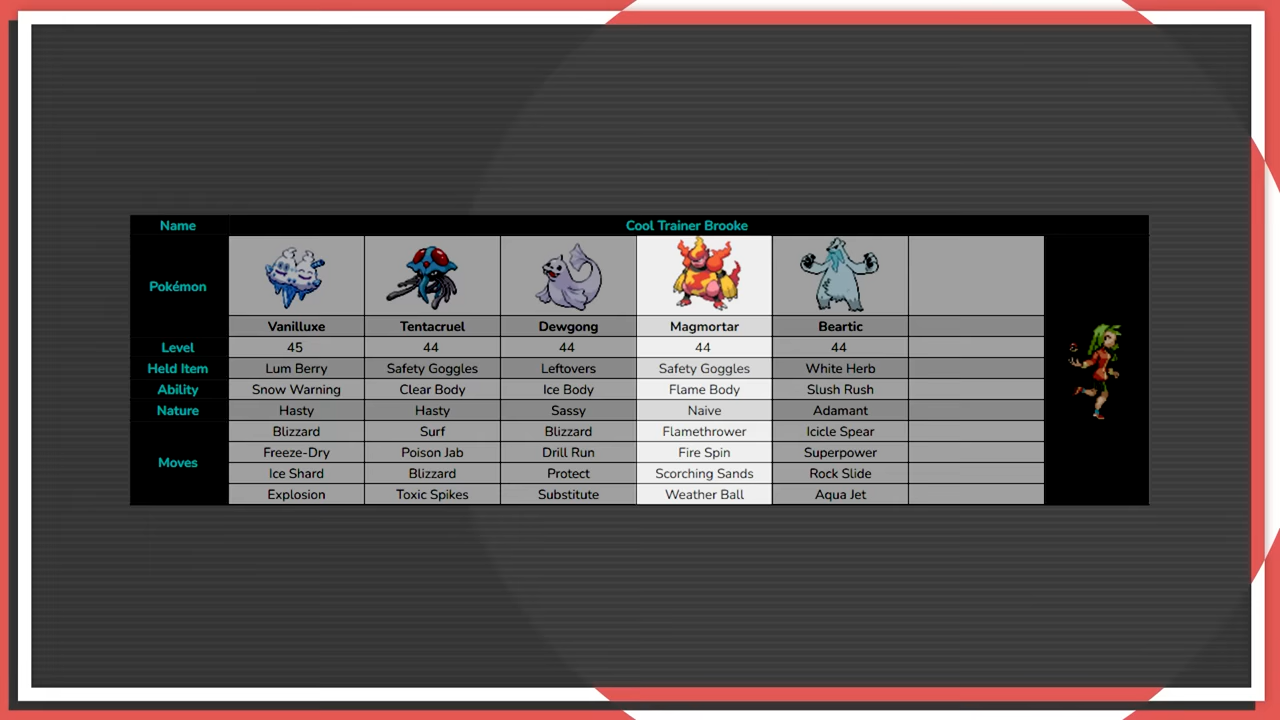 Name Cool Trainer Brooke
Pokémon
Vanilluxe Tentacruel Dewgong Magmortar Beartic
Level 45 44 44 44 44
Held Item Lum Berry Safety Goggles Leftovers Safety Goggles White Herb
Ability Snow Warning Clear Body Ice Body Flame Body Slush Rush
Nature Hasty Hasty Sassy Naive Adamant
Moves
Blizzard Surf Blizzard Flamethrower Icicle Spear
Freeze-Dry Poison Jab Drill Run Fire Spin Superpower
Ice Shard Blizzard Protect Scorching Sands Rock Slide
Explosion Toxic Spikes Substitute Weather Ball Aqua Jet